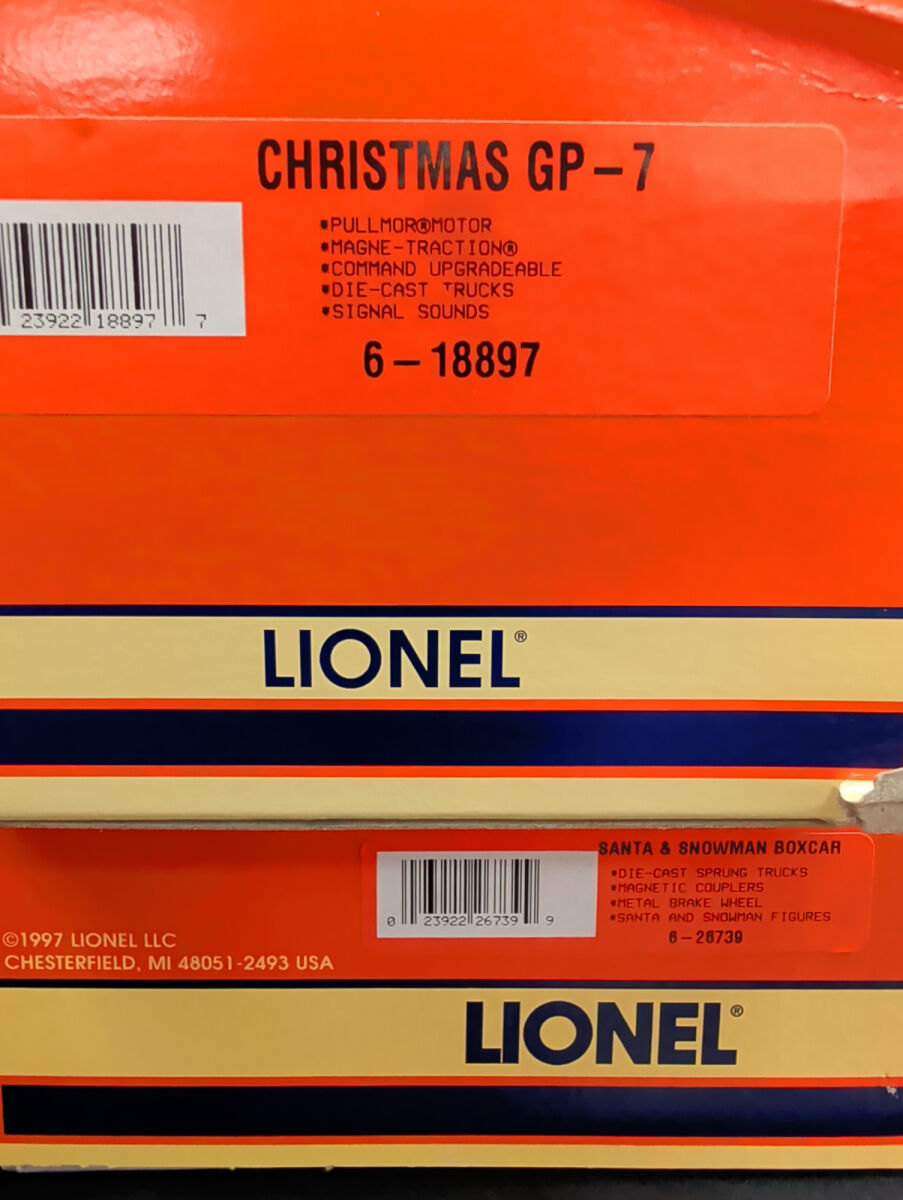 CHRISTMAS GP-7
*PULLMOR®MOTOR
*MAGNE-TRACTION®
*COMMAND UPGRADEABLE
*DIE-CAST TRUCKS
*SIGNAL SOUNDS
23922 18897 7
6-18897
LIONEL®
SANTA & SNOWMAN BOXCAR
*DIE-CAST SPRUNG TRUCKS
*MAGNETIC COUPLERS
*METAL BRAKE WHEEL
*SANTA AND SNOWMAN FIGURES
0 23922 26739 9
6-26739
©1997 LIONEL LLC
CHESTERFIELD, MI 48051-2493 USA
LIONEL®